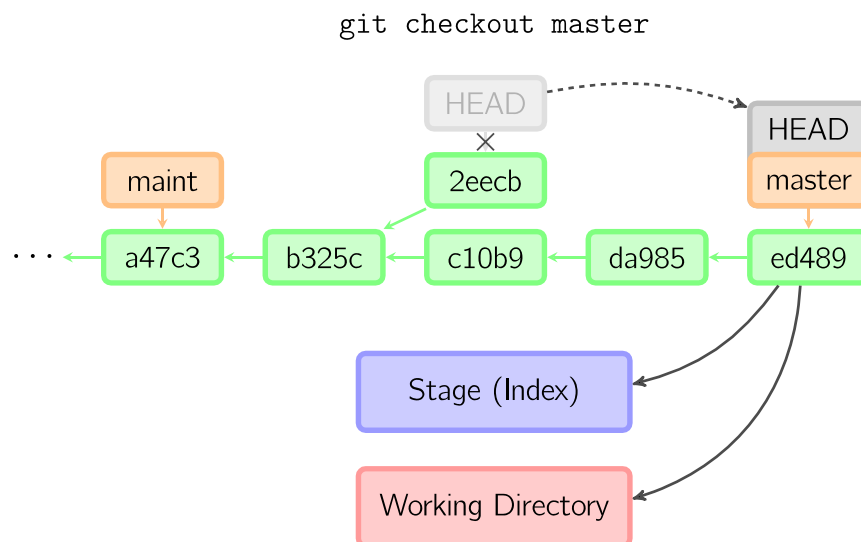 git checkout master
HEAD
HEAD
maint
2eecb
master
...
a47c3
b325c
c10b9
da985
ed489
Stage (Index)
Working Directory